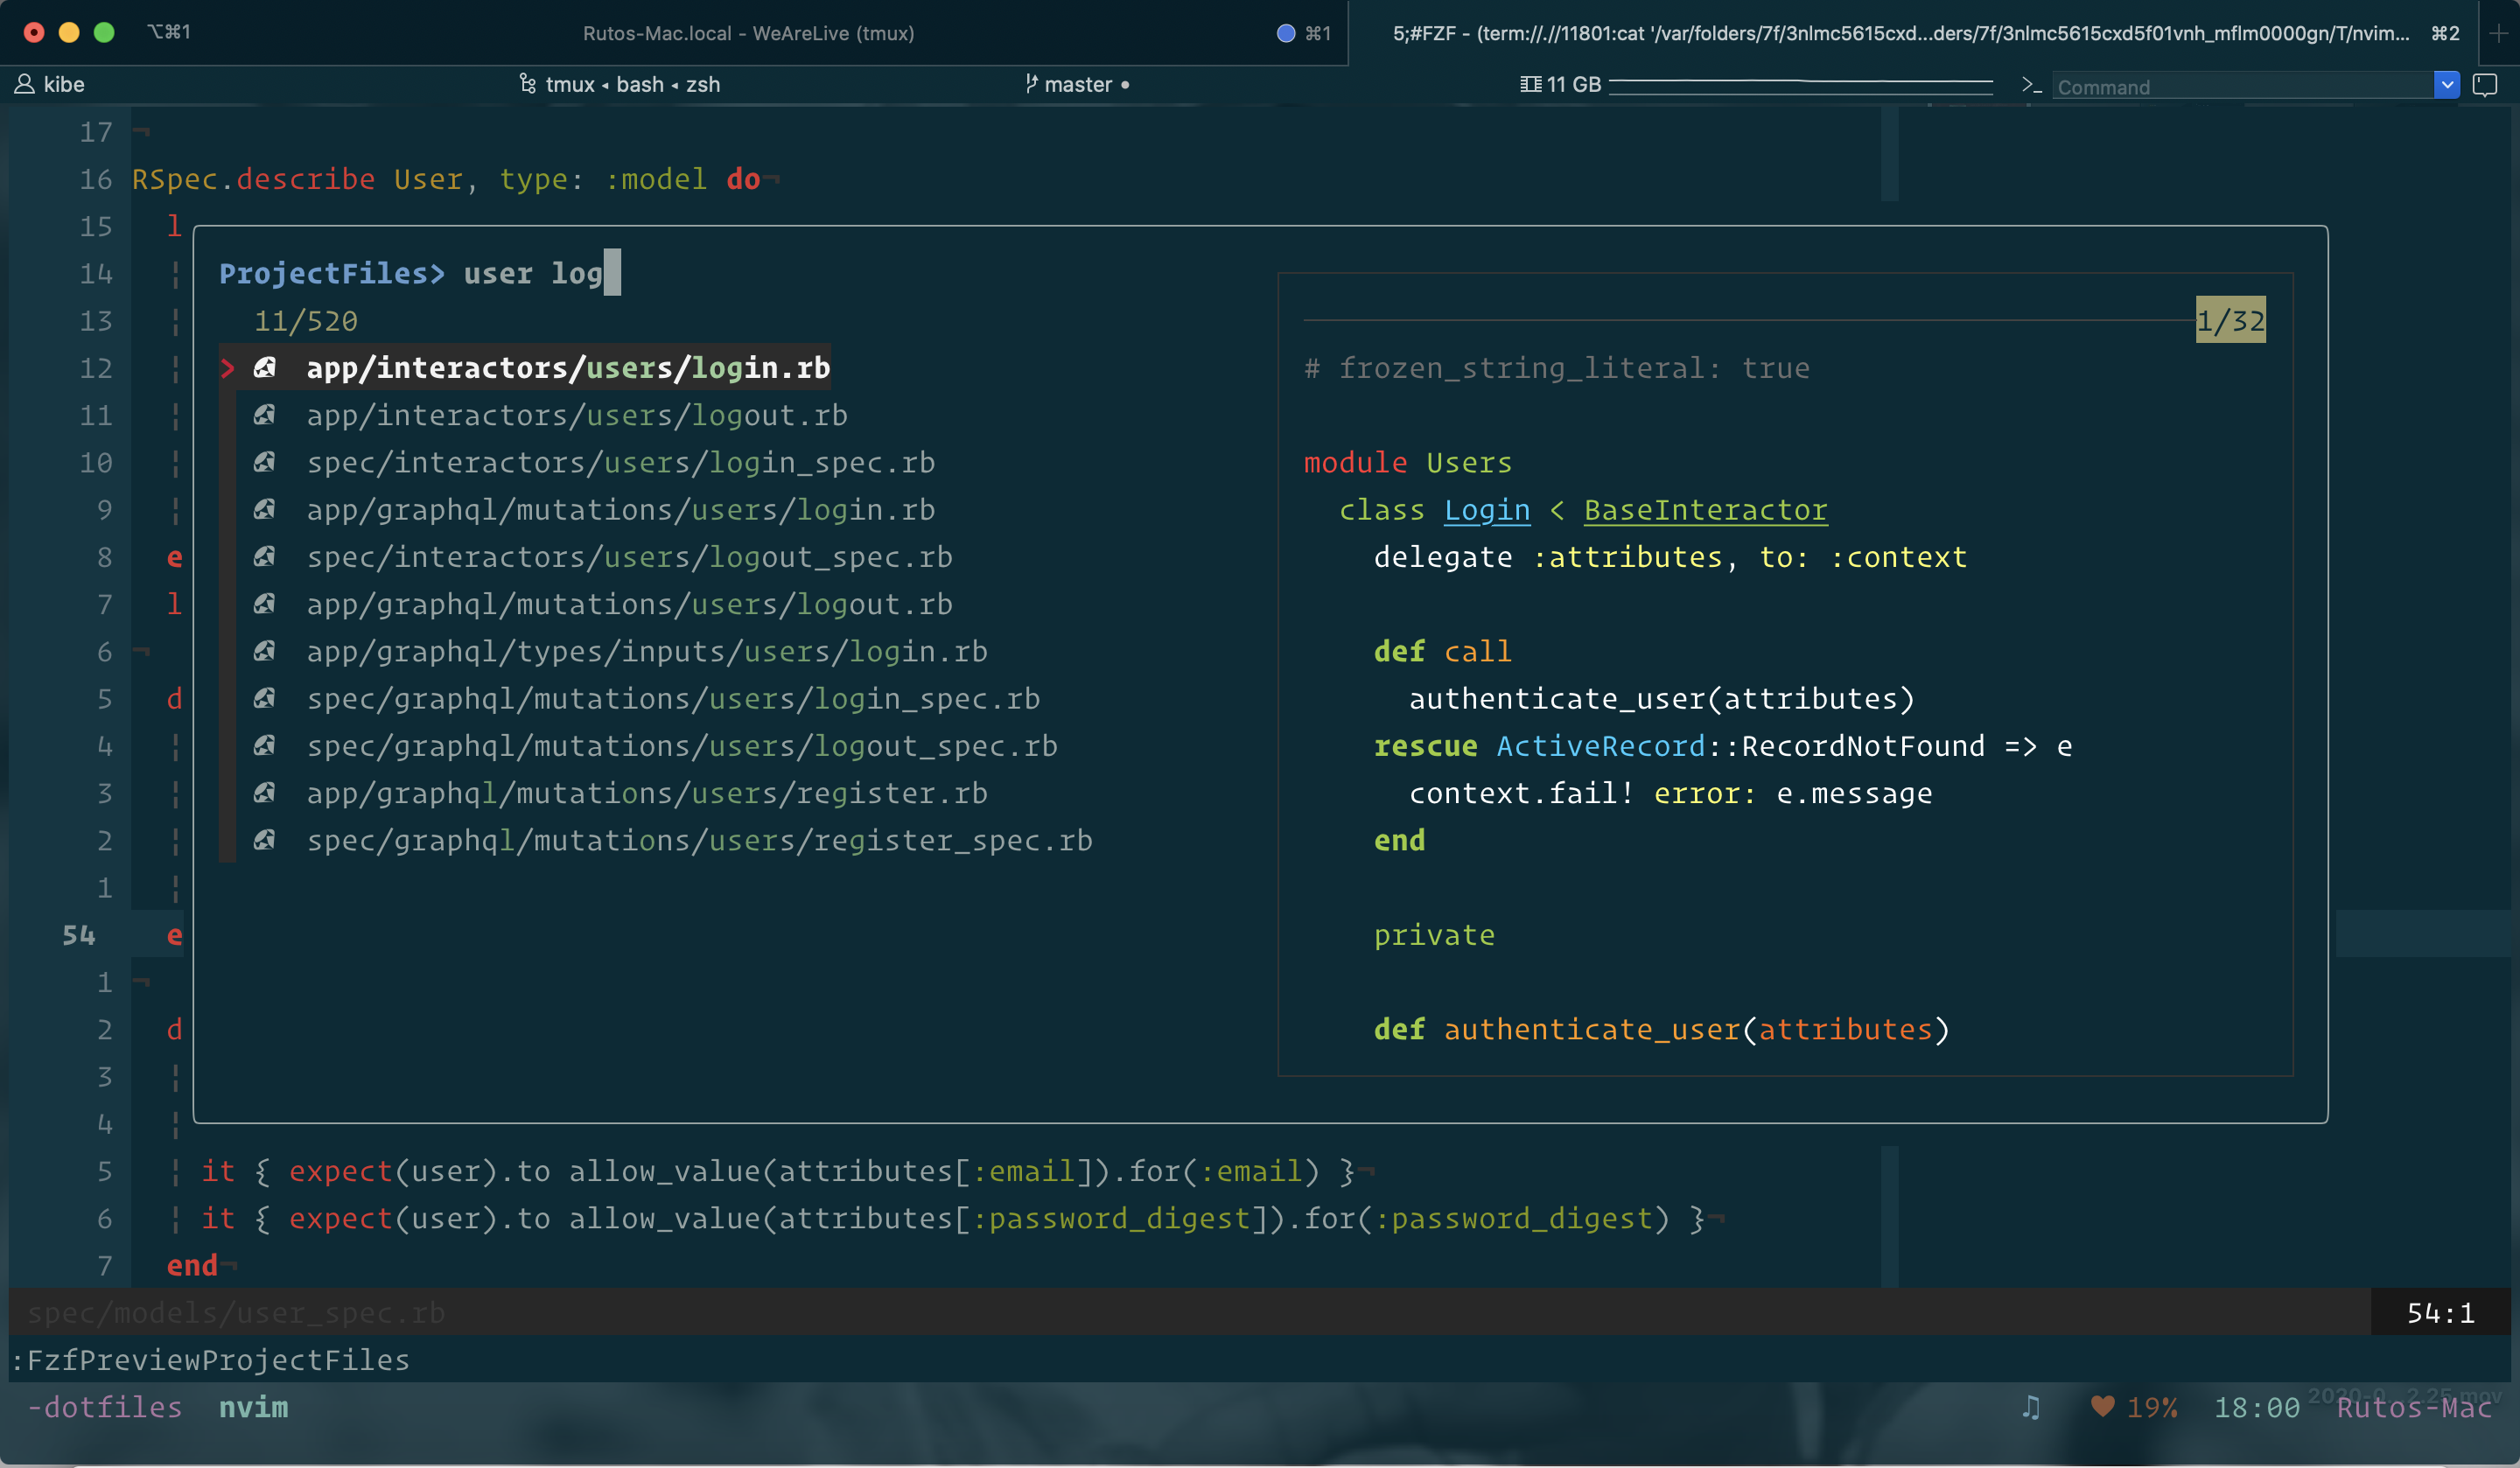 ⌥⌘1 Rutos-Mac.local - WeAreLive (tmux) ⌘1 5;#FZF - (term://.//11801:cat '/var/folders/7f/3nlmc5615cxd...ders/7f/3nlmc5615cxd5f01vnh_mflm0000gn/T/nvim... ⌘2 +
kibe tmux ◂ bash ◂ zsh master • 11 GB >_ Command
17 ¬
16 RSpec.describe User, type: :model do¬
15 l
14 ¦ ProjectFiles> user log
13 ¦ 11/520 1/32
12 ¦ > app/interactors/users/login.rb # frozen_string_literal: true
11 ¦ app/interactors/users/logout.rb
10 ¦ spec/interactors/users/login_spec.rb module Users
9 ¦ app/graphql/mutations/users/login.rb class Login < BaseInteractor
8 e spec/interactors/users/logout_spec.rb delegate :attributes, to: :context
7 l app/graphql/mutations/users/logout.rb
6 ¬ app/graphql/types/inputs/users/login.rb def call
5 d spec/graphql/mutations/users/login_spec.rb authenticate_user(attributes)
4 ¦ spec/graphql/mutations/users/logout_spec.rb rescue ActiveRecord::RecordNotFound => e
3 ¦ app/graphql/mutations/users/register.rb context.fail! error: e.message
2 ¦ spec/graphql/mutations/users/register_spec.rb end
1 ¦
54 e private
1 ¬
2 d def authenticate_user(attributes)
3 ¦
4 ¦
5 ¦ it { expect(user).to allow_value(attributes[:email]).for(:email) }¬
6 ¦ it { expect(user).to allow_value(attributes[:password_digest]).for(:password_digest) }¬
7 end¬
spec/models/user_spec.rb 54:1
:FzfPreviewProjectFiles
-dotfiles nvim ♫ ♥ 19% 18:00 Rutos-Mac